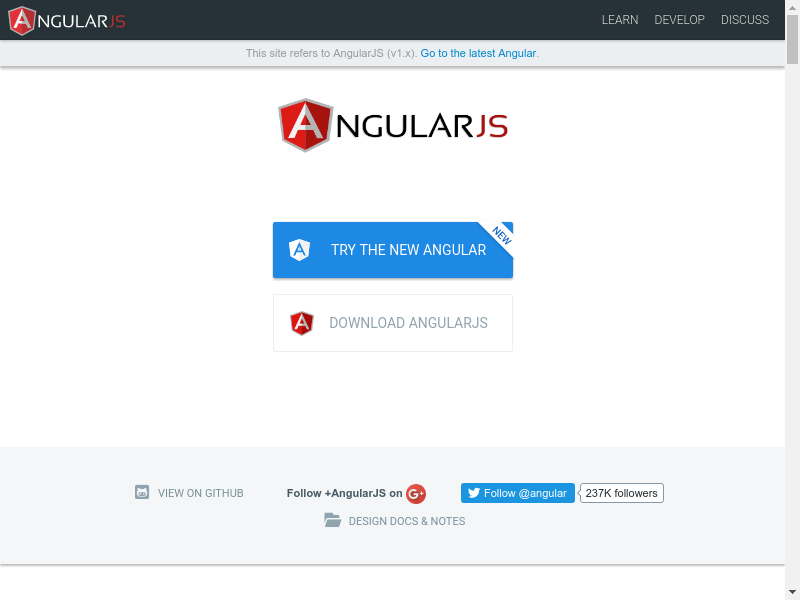 ANGULARJS LEARN DEVELOP DISCUSS
This site refers to AngularJS (v1.x). Go to the latest Angular.
ANGULARJS
TRY THE NEW ANGULAR NEW
DOWNLOAD ANGULARJS
VIEW ON GITHUB Follow +AngularJS on G+ Follow @angular 237K followers
DESIGN DOCS & NOTES